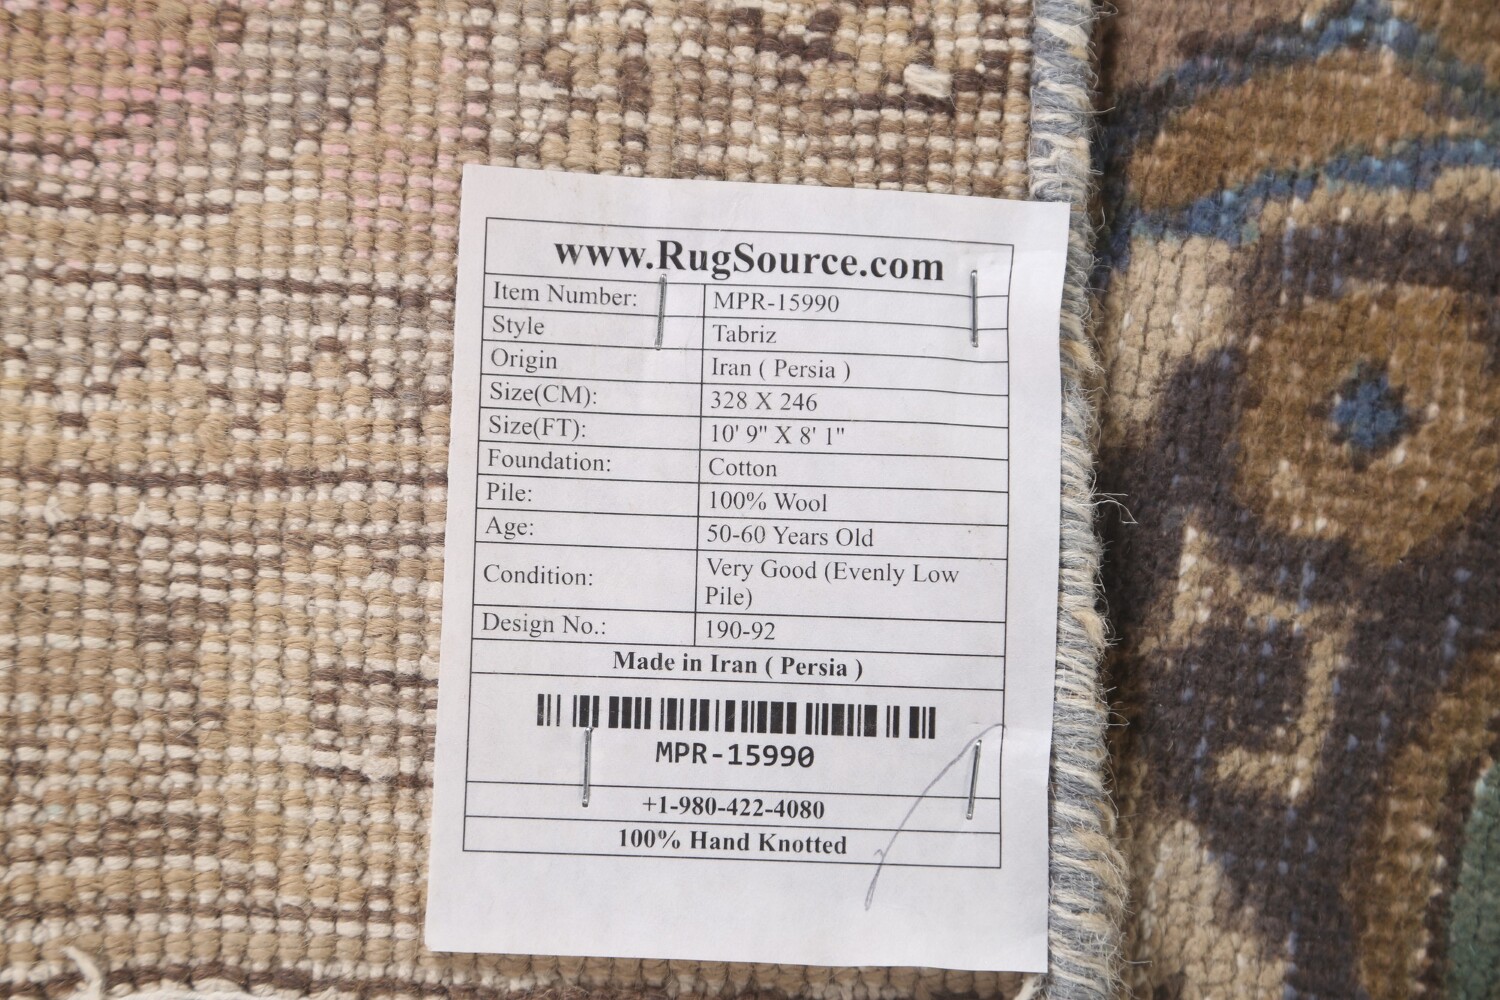 www.RugSource.com
Item Number: MPR-15990
Style Tabriz
Origin Iran ( Persia )
Size(CM): 328 X 246
Size(FT): 10' 9" X 8' 1"
Foundation: Cotton
Pile: 100% Wool
Age: 50-60 Years Old
Condition: Very Good (Evenly Low
Pile)
Design No.: 190-92
Made in Iran ( Persia )
MPR-15990
+1-980-422-4080
100% Hand Knotted